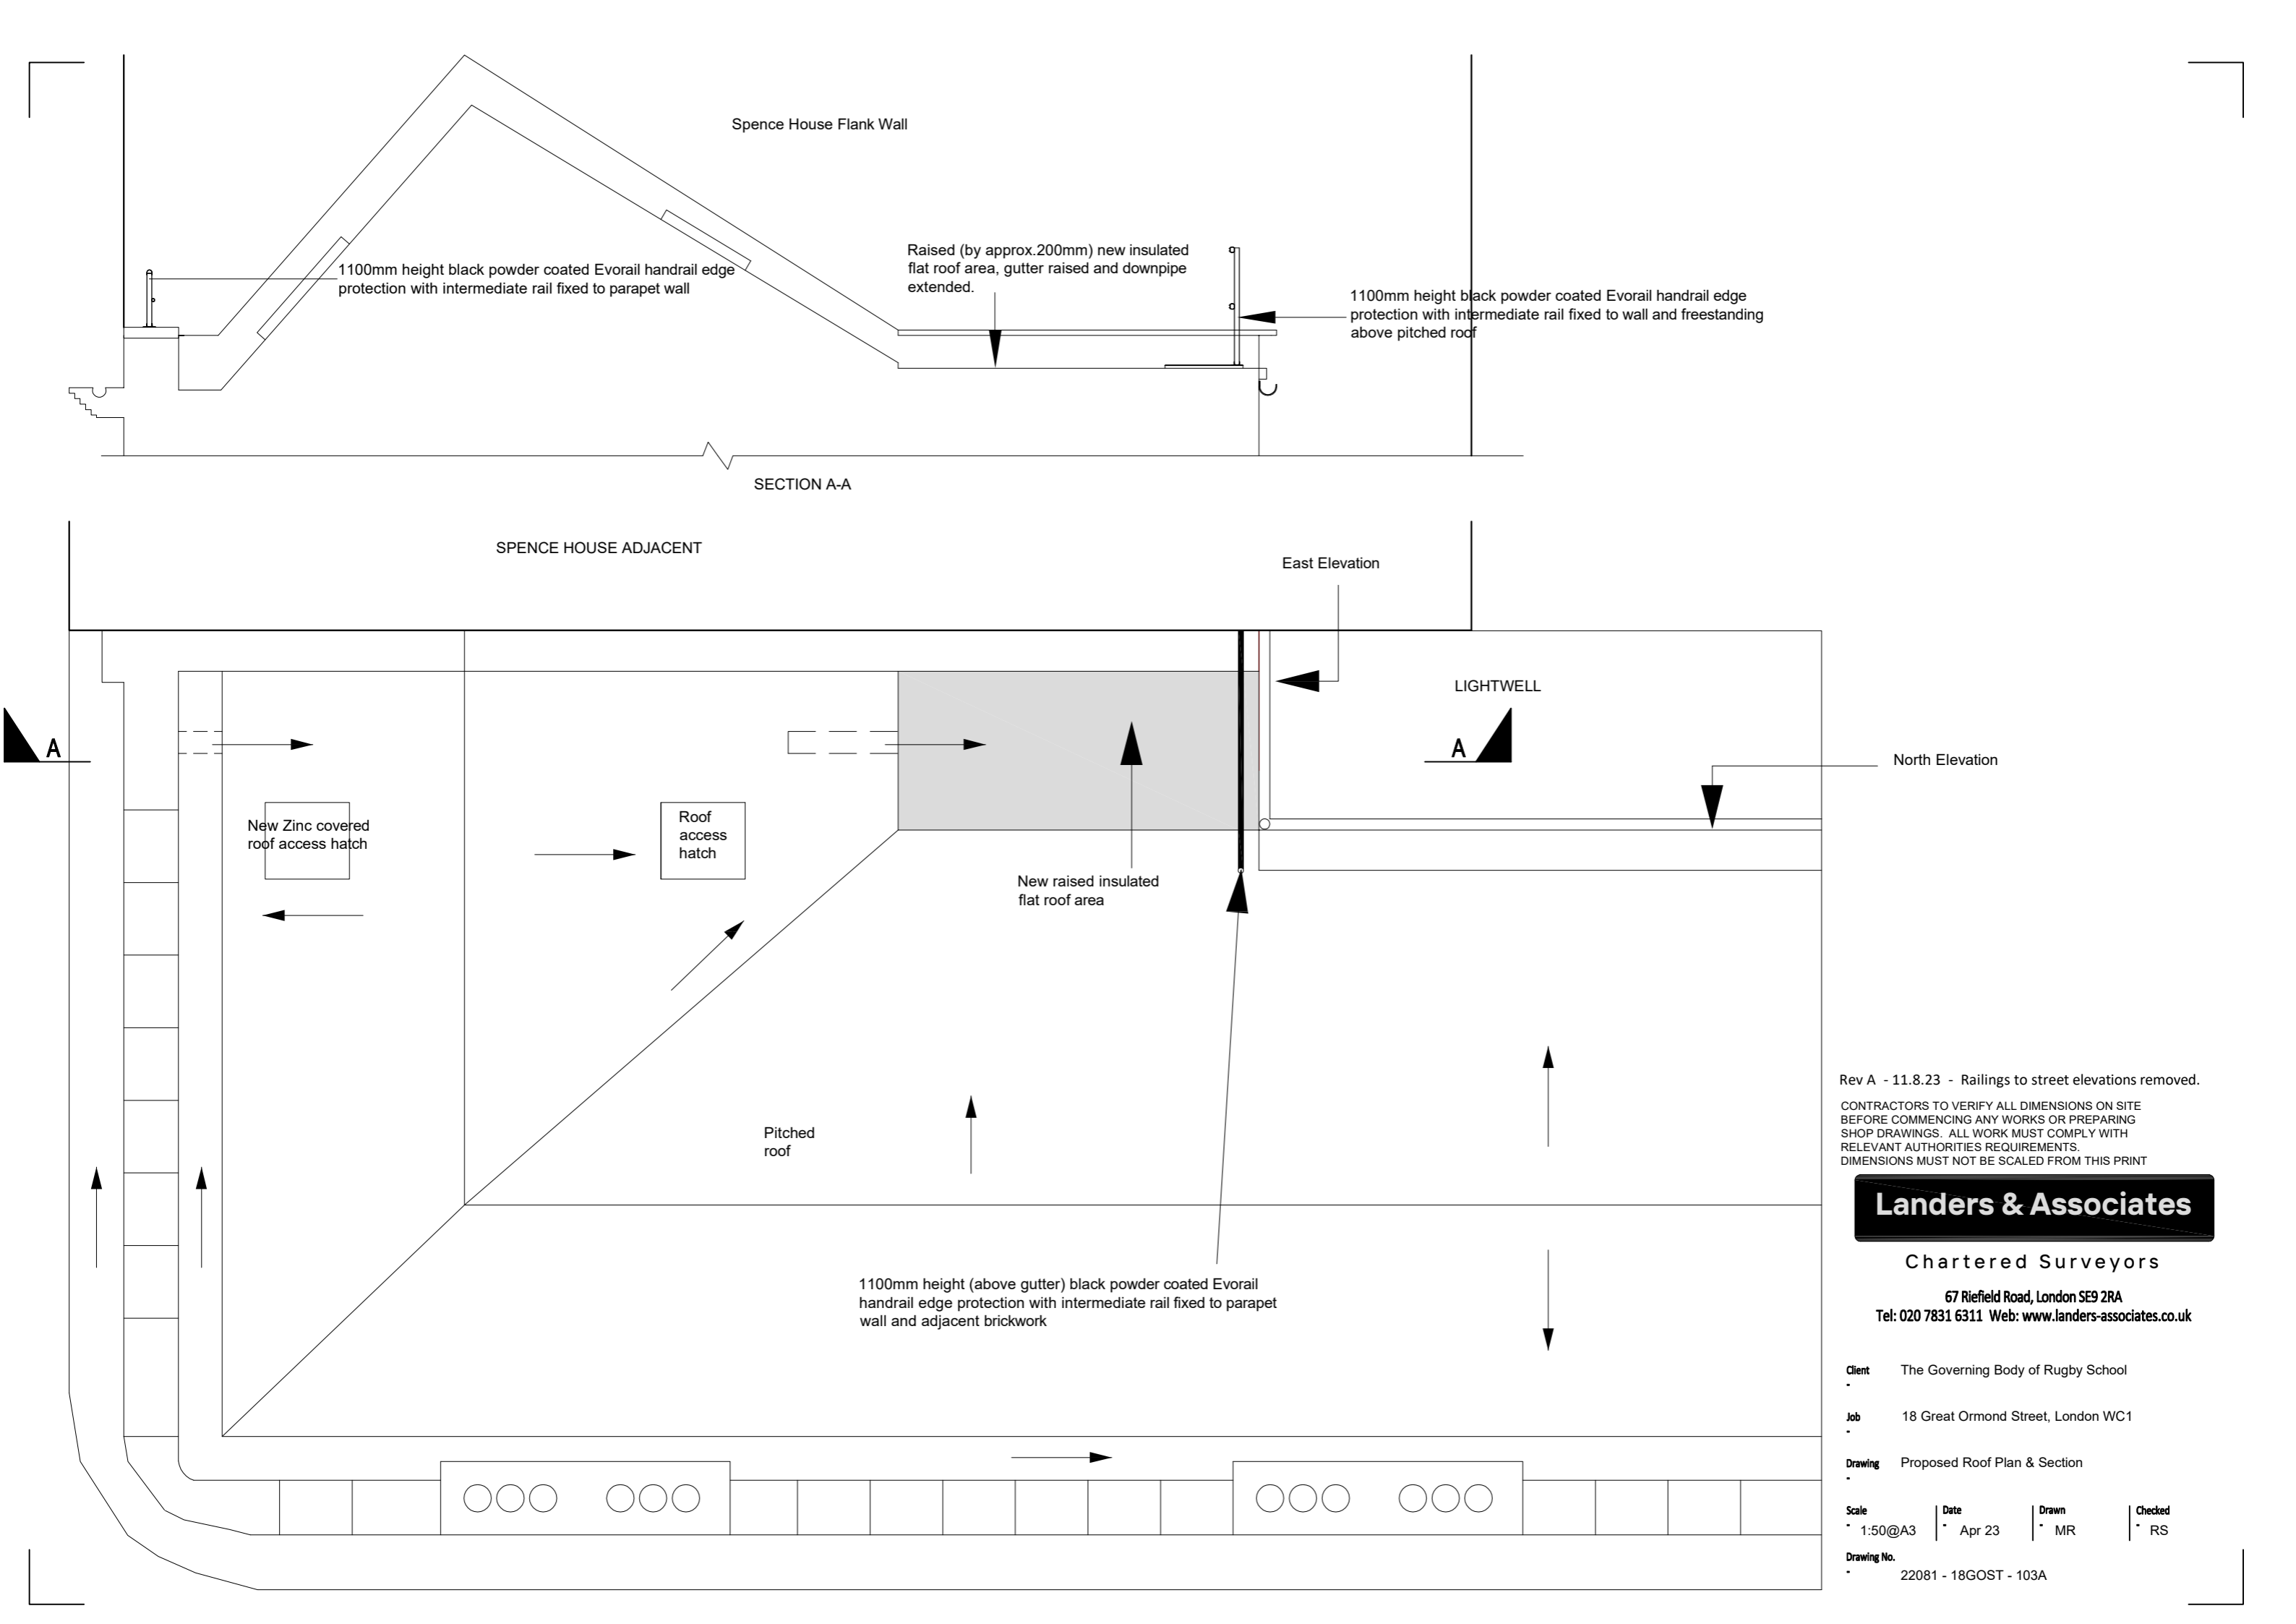 Spence House Flank Wall
1100mm height black powder coated Evorail handrail edge
protection with intermediate rail fixed to parapet wall
Raised (by approx.200mm) new insulated
flat roof area, gutter raised and downpipe
extended.
1100mm height black powder coated Evorail handrail edge
protection with intermediate rail fixed to wall and freestanding
above pitched roof
SECTION A-A
SPENCE HOUSE ADJACENT
East Elevation
LIGHTWELL
A
A
North Elevation
New Zinc covered
roof access hatch
Roof
access
hatch
New raised insulated
flat roof area
Pitched
roof
1100mm height (above gutter) black powder coated Evorail
handrail edge protection with intermediate rail fixed to parapet
wall and adjacent brickwork
Rev A - 11.8.23 - Railings to street elevations removed.
CONTRACTORS TO VERIFY ALL DIMENSIONS ON SITE
BEFORE COMMENCING ANY WORKS OR PREPARING
SHOP DRAWINGS. ALL WORK MUST COMPLY WITH
RELEVANT AUTHORITIES REQUIREMENTS.
DIMENSIONS MUST NOT BE SCALED FROM THIS PRINT
Landers & Associates
Chartered Surveyors
67 Riefield Road, London SE9 2RA
Tel: 020 7831 6311 Web: www.landers-associates.co.uk
Client The Governing Body of Rugby School
-
Job 18 Great Ormond Street, London WC1
-
Drawing Proposed Roof Plan & Section
-
Scale Date Drawn Checked
- 1:50@A3 - Apr 23 - MR - RS
Drawing No.
- 22081 - 18GOST - 103A